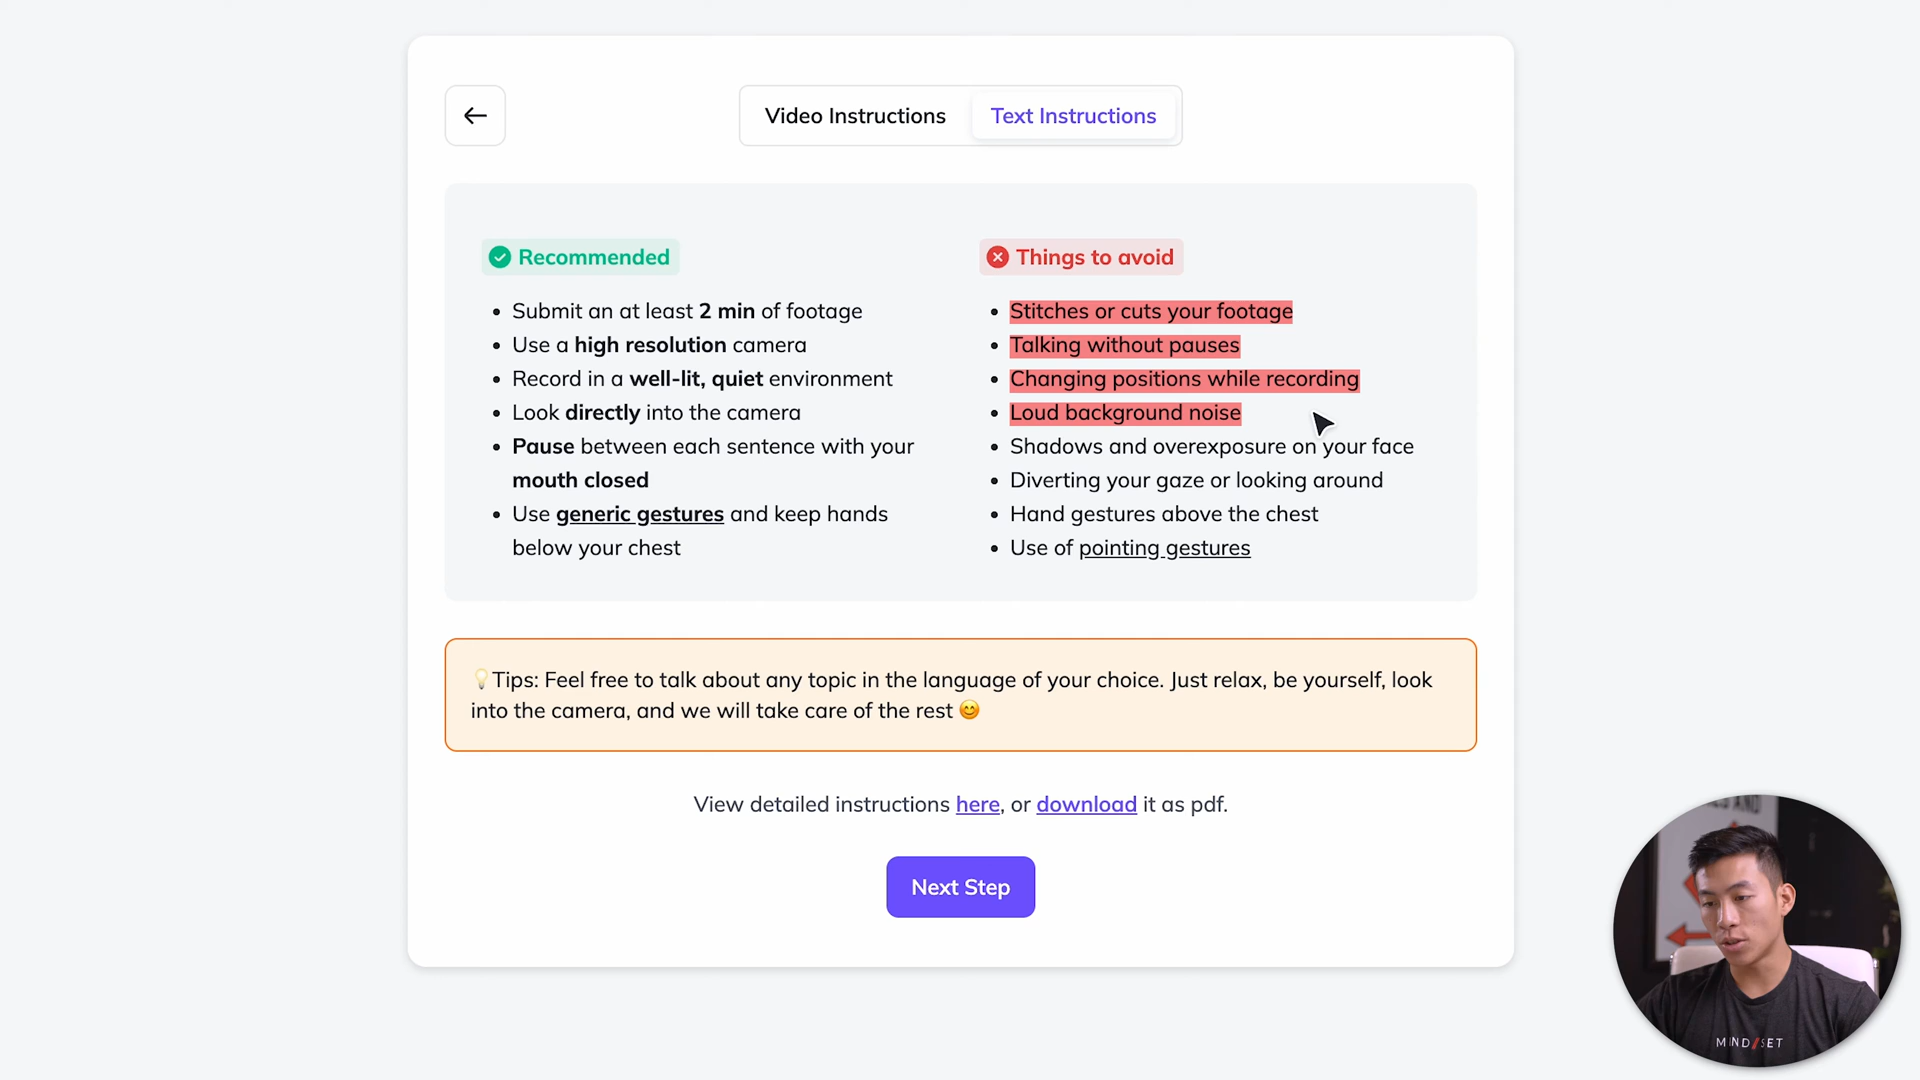 Video Instructions
Text Instructions
Recommended
Submit an at least 2 min of footage
Use a high resolution camera
Record in a well-lit, quiet environment
Look directly into the camera
Pause between each sentence with your
mouth closed
Use generic gestures and keep hands
below your chest
Things to avoid
Stitches or cuts your footage
Talking without pauses
Changing positions while recording
Loud background noise
Shadows and overexposure on your face
Diverting your gaze or looking around
Hand gestures above the chest
Use of pointing gestures
💡Tips: Feel free to talk about any topic in the language of your choice. Just relax, be yourself, look
into the camera, and we will take care of the rest 😊
View detailed instructions here, or download it as pdf.
Next Step
MIND/SET